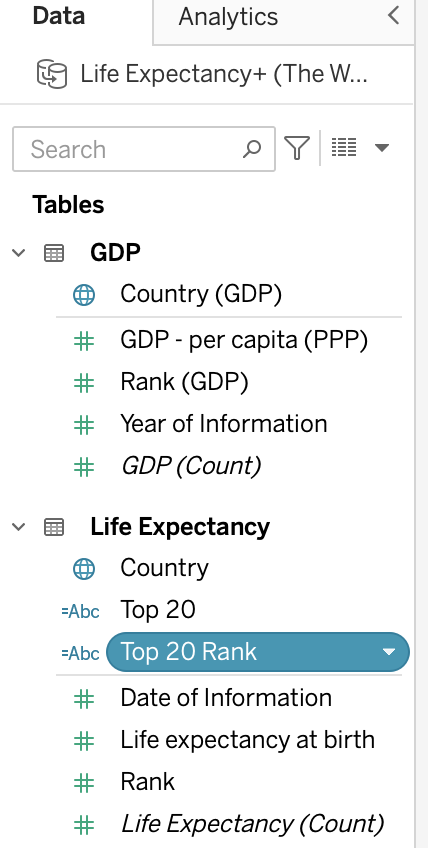 Data
Analytics
Life Expectancy+ (The W...
Search
Tables
GDP
Country (GDP)
GDP - per capita (PPP)
Rank (GDP)
Year of Information
GDP (Count)
Life Expectancy
Country
=Abc Top 20
=Abc Top 20 Rank
Date of Information
Life expectancy at birth
Rank
Life Expectancy (Count)